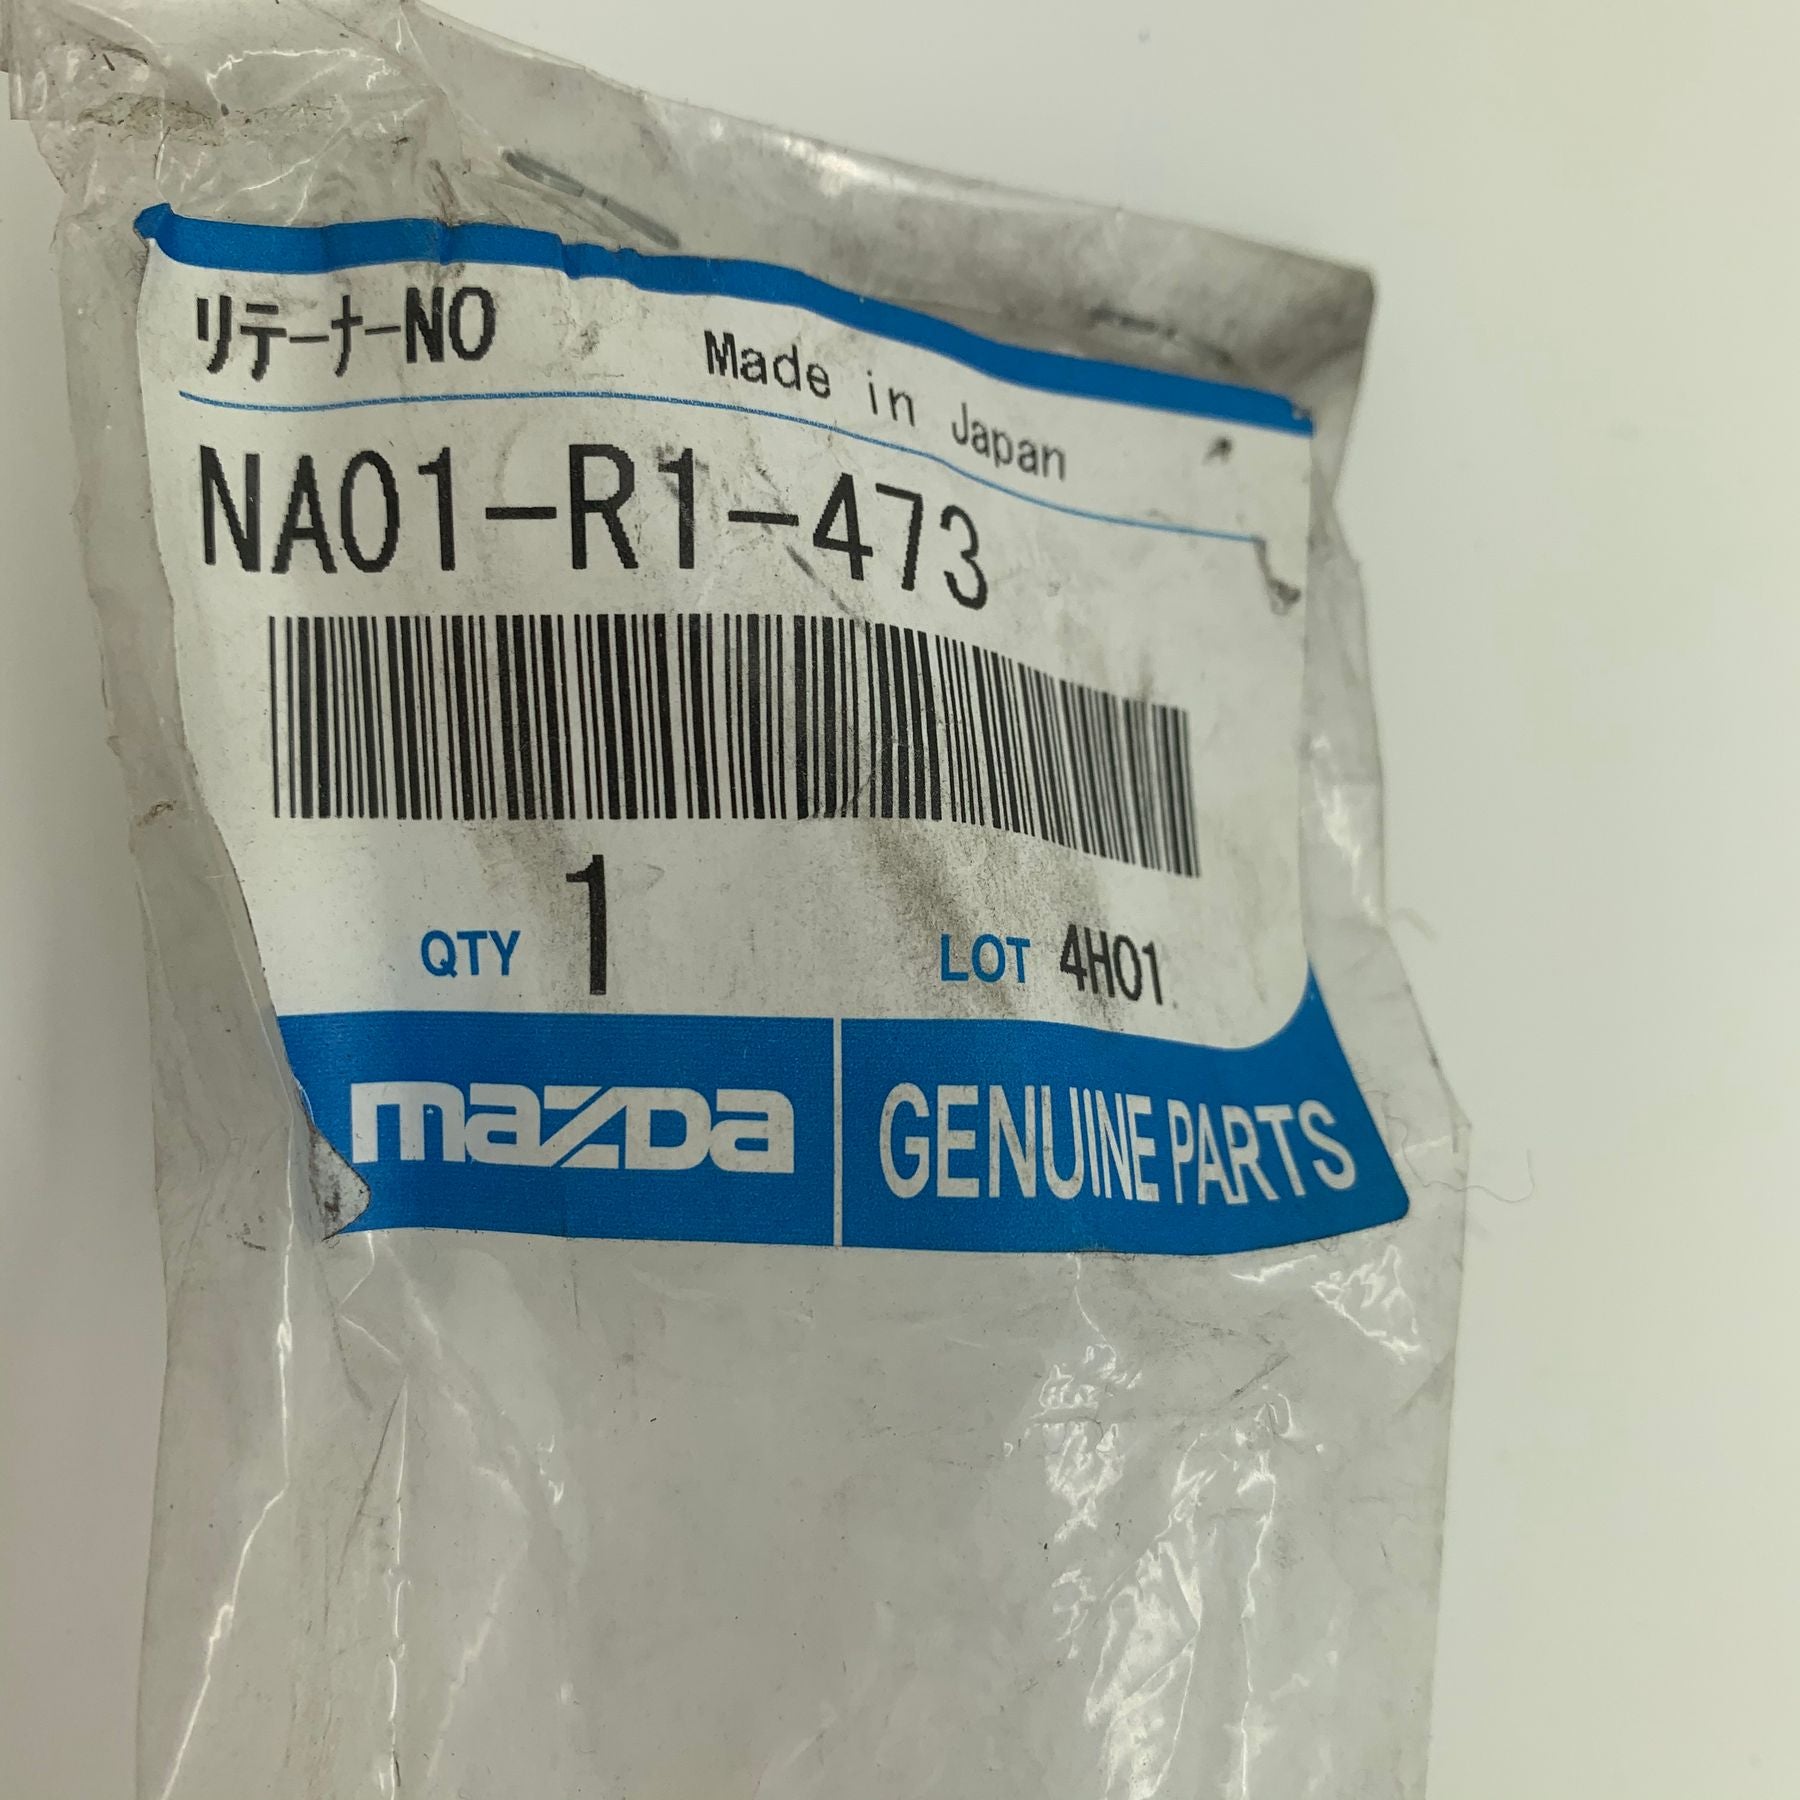 リテーナーNO
Made in Japan
NA01-R1-473
QTY 1
LOT 4H01
mazda
GENUINE PARTS